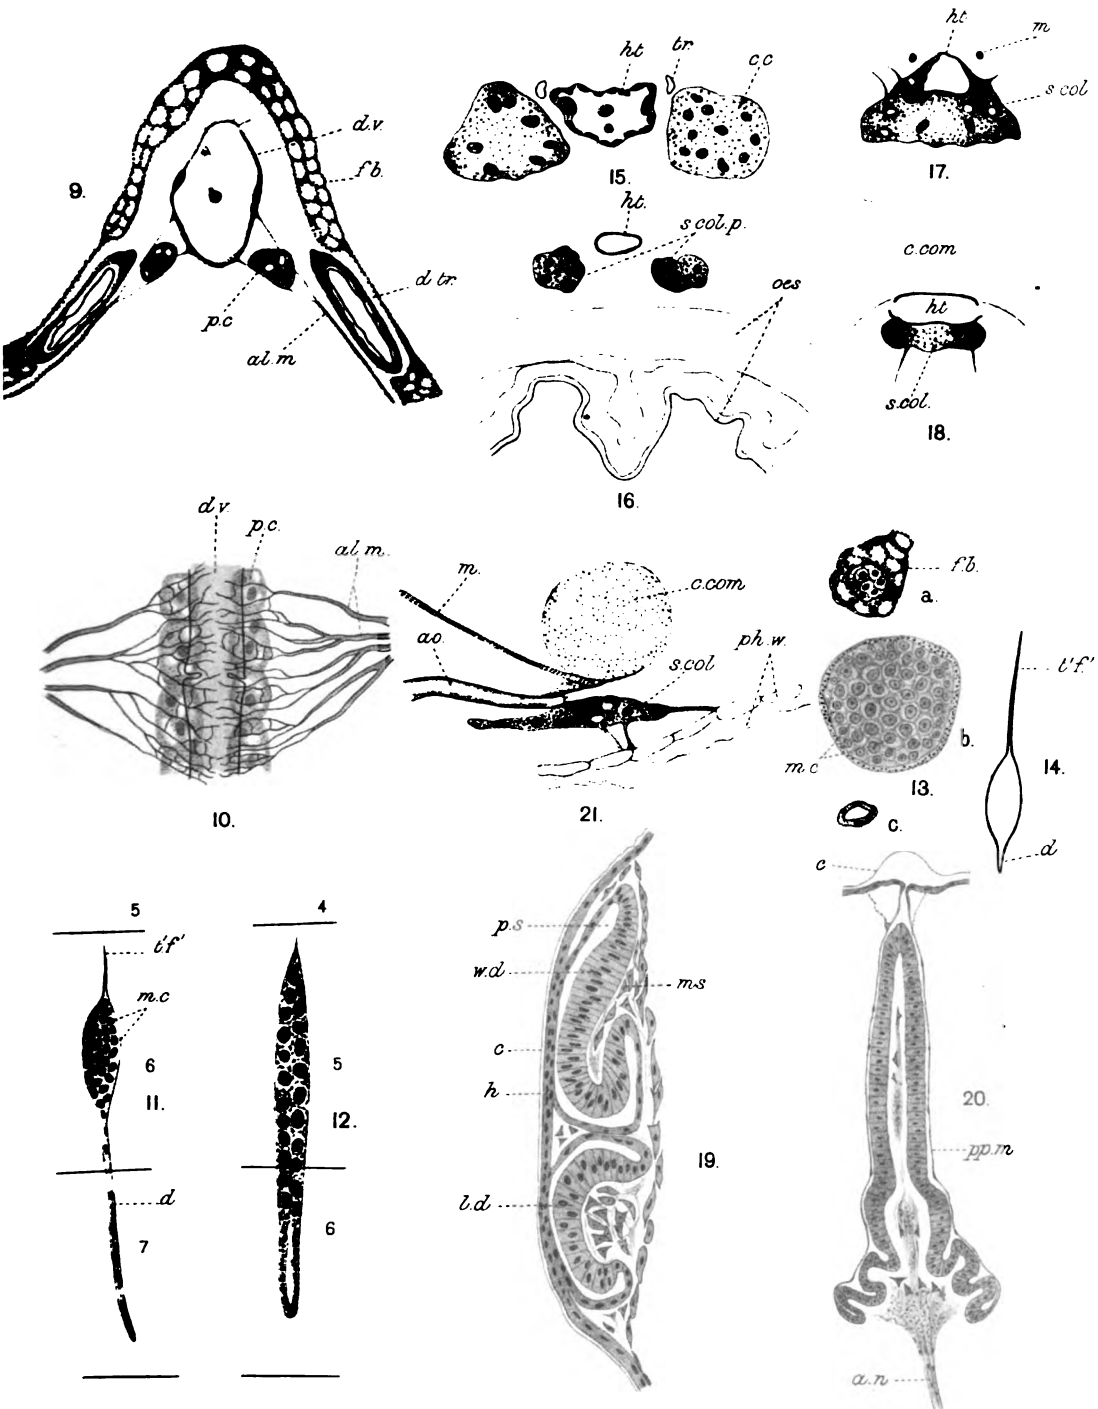 d.v.
f.b.
9.
d tr.
p.c
al.m
ht
tr.
c.c
15.
ht.
s.col.p.
oes
16.
ht
m
s.col
17.
c.com
ht
s.col.
18.
d.v.
p.c.
al.m.
10.
m.
c.com
ao.
s.col
ph.w.
21.
f.b.
a.
b.
m.c
13.
c.
t'f'.
14.
d
5
t'f'
m.c
6
11.
d
7
4
5
12.
6
p.s
w.d
m.s
c
h
19.
l.d
c
20.
p.p.m
a.n